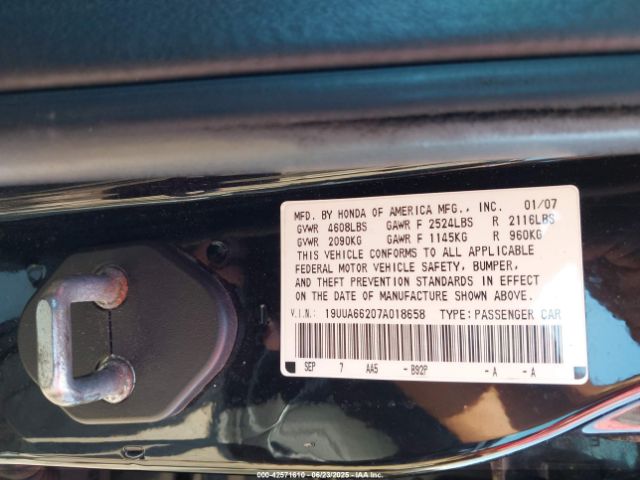 MFD. BY HONDA OF AMERICA MFG., INC. 01/07
GVWR 4608LBS GAWR F 2524LBS R 2116LBS
GVWR 2090KG GAWR F 1145KG R 960KG
THIS VEHICLE CONFORMS TO ALL APPLICABLE
FEDERAL MOTOR VEHICLE SAFETY, BUMPER,
AND THEFT PREVENTION STANDARDS IN EFFECT
ON THE DATE OF MANUFACTURE SHOWN ABOVE.
V.I.N.: 19UUA66207A018658 TYPE: PASSENGER CAR
SEP 7 AA5 - B92P - A - A
000-42571610 - 06/23/2025 - IAA Inc.